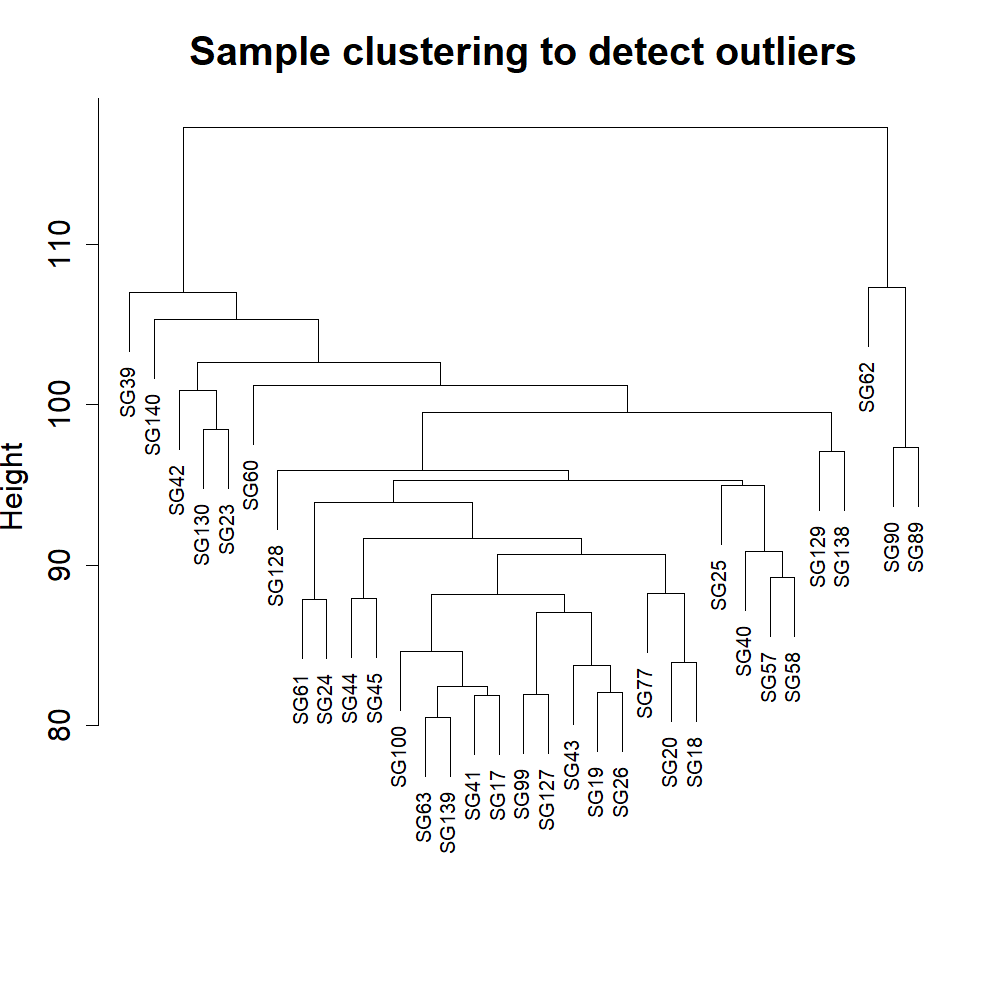 Sample clustering to detect outliers
Height
110
100
90
80
SG39
SG140
SG42
SG130
SG23
SG60
SG128
SG61
SG24
SG44
SG45
SG100
SG63
SG139
SG41
SG17
SG99
SG127
SG43
SG19
SG26
SG77
SG20
SG18
SG25
SG40
SG57
SG58
SG129
SG138
SG62
SG90
SG89